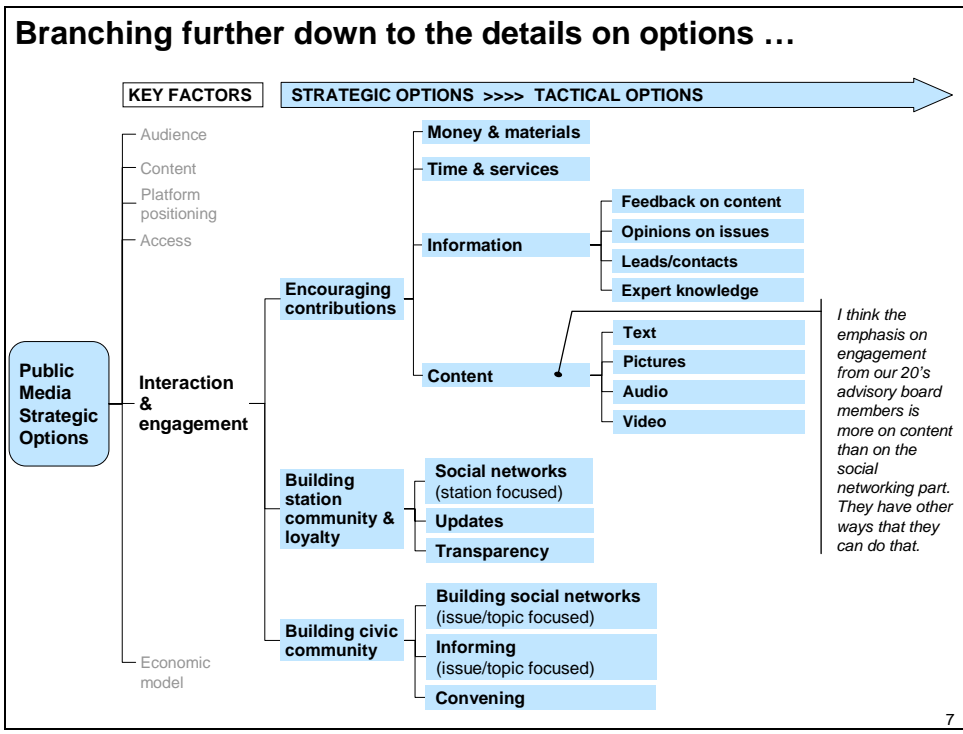 Branching further down to the details on options …
KEY FACTORS
STRATEGIC OPTIONS >>>> TACTICAL OPTIONS
Public
Media
Strategic
Options
Audience
Content
Platform
positioning
Access
Interaction
&
engagement
Economic
model
Encouraging
contributions
Money & materials
Time & services
Information
Feedback on content
Opinions on issues
Leads/contacts
Expert knowledge
Content
Text
Pictures
Audio
Video
I think the
emphasis on
engagement
from our 20's
advisory board
members is
more on content
than on the
social
networking part.
They have other
ways that they
can do that.
Building
station
community &
loyalty
Social networks
(station focused)
Updates
Transparency
Building civic
community
Building social networks
(issue/topic focused)
Informing
(issue/topic focused)
Convening
7